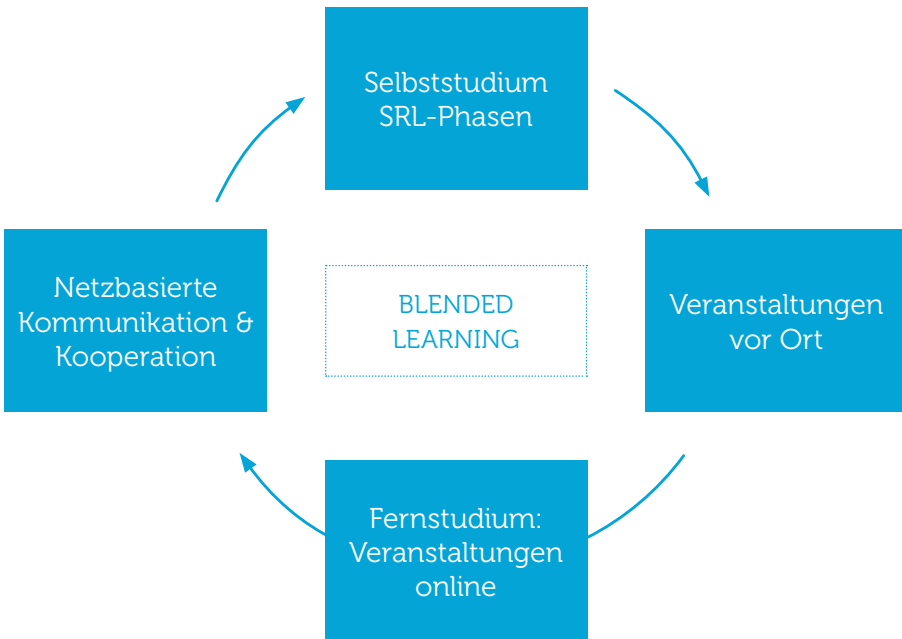 Selbststudium
SRL-Phasen
Netzbasierte
Kommunikation &
Kooperation
BLENDED
LEARNING
Veranstaltungen
vor Ort
Fernstudium:
Veranstaltungen
online